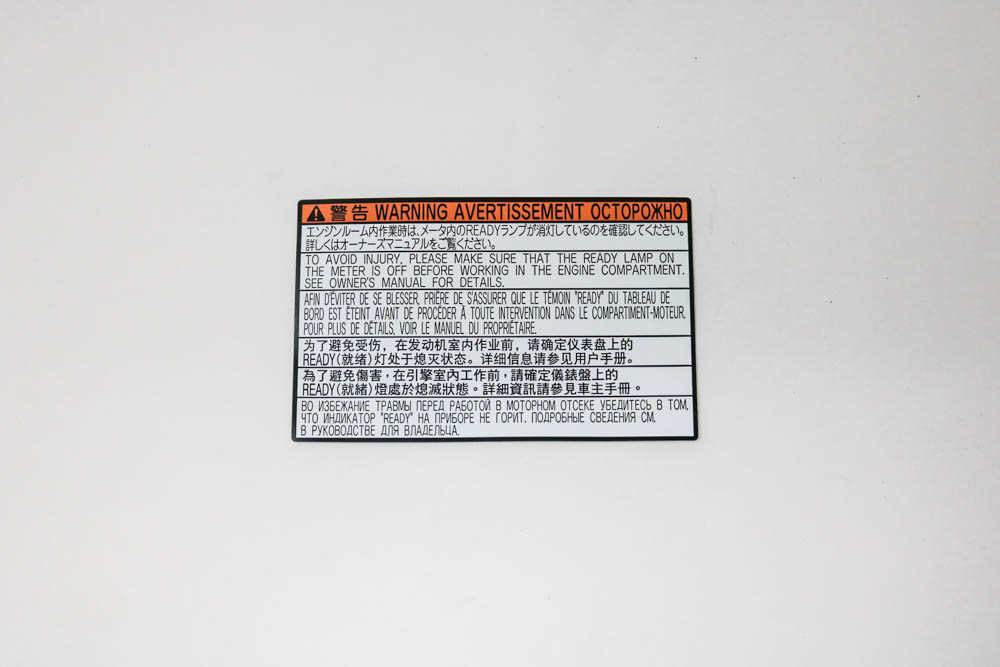 警告 WARNING AVERTISSEMENT ОСТОРОЖНО
エンジンルーム内作業時は、メータ内のREADYランプが消灯しているのを確認してください。
詳しくはオーナーズマニュアルをご覧ください。
TO AVOID INJURY, PLEASE MAKE SURE THAT THE READY LAMP ON
THE METER IS OFF BEFORE WORKING IN THE ENGINE COMPARTMENT.
SEE OWNER'S MANUAL FOR DETAILS.
AFIN D'ÉVITER DE SE BLESSER, PRIÈRE DE S'ASSURER QUE LE TÉMOIN "READY" DU TABLEAU DE
BORD EST ÉTEINT AVANT DE PROCÉDER À TOUTE INTERVENTION DANS LE COMPARTIMENT-MOTEUR.
POUR PLUS DE DÉTAILS, VOIR LE MANUEL DU PROPRIÉTAIRE.
为了避免受伤，在发动机室内作业前，请确定仪表盘上的
READY(就绪)灯处于熄灭状态。详细信息请参见用户手册。
為了避免傷害，在引擎室內工作前，請確定儀錶盤上的
READY(就緒)燈處於熄滅狀態。詳細資訊請參見車主手冊。
ВО ИЗБЕЖАНИЕ ТРАВМЫ ПЕРЕД РАБОТОЙ В МОТОРНОМ ОТСЕКЕ УБЕДИТЕСЬ В ТОМ,
ЧТО ИНДИКАТОР "READY" НА ПРИБОРЕ НЕ ГОРИТ. ПОДРОБНЫЕ СВЕДЕНИЯ СМ.
В РУКОВОДСТВЕ ДЛЯ ВЛАДЕЛЬЦА.